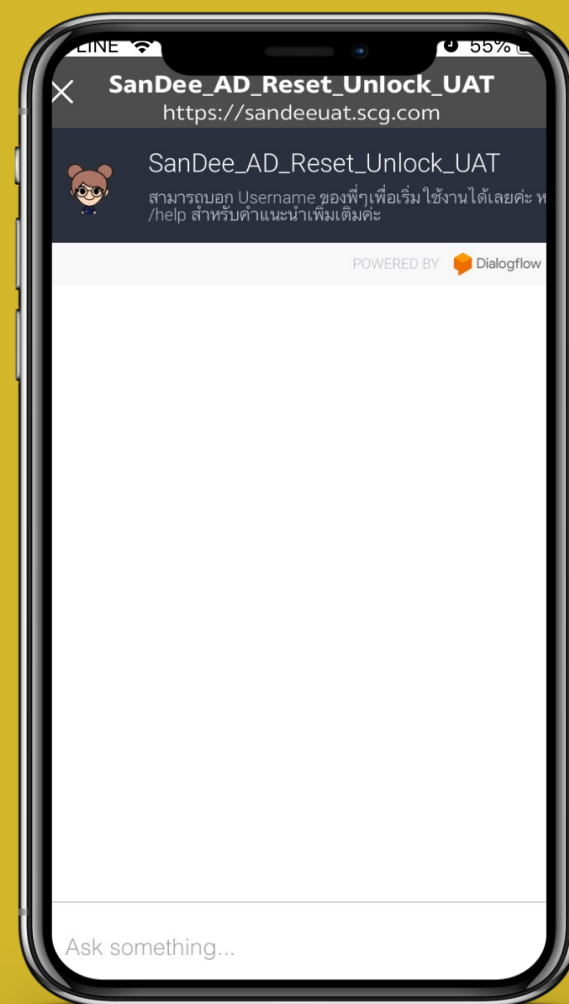 LINE 55%
SanDee_AD_Reset_Unlock_UAT
https://sandeeuat.scg.com
SanDee_AD_Reset_Unlock_UAT
สามารถบอก Username ของพี่ๆเพื่อเริ่ม ใช้งานได้เลยค่ะ ห
/help สำหรับคำแนะนำเพิ่มเติมค่ะ
POWERED BY Dialogflow
Ask something...